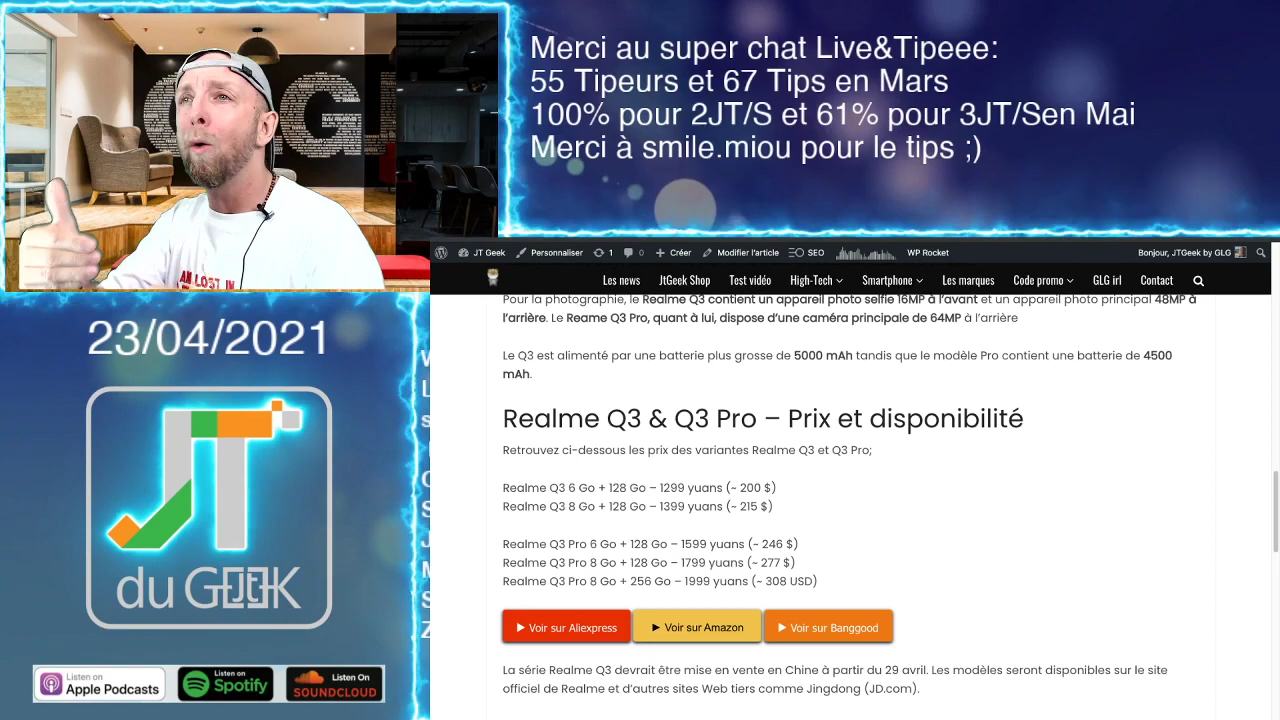 Merci au super chat Live&Tipeee:
55 Tipeurs et 67 Tips en Mars
100% pour 2JT/S et 61% pour 3JT/Sen Mai
Merci à smile.miou pour le tips ;)
AM LOST IN
23/04/2021
JT
du GEEK
JT
Listen on
Apple Podcasts
Listen on
Spotify
Listen On
SOUNDCLOUD
JT Geek
Personnaliser
1
0
Créer
Modifier l'article
SEO
WP Rocket
Bonjour, JTGeek by GLG
Les news
JtGeek Shop
Test vidéo
High-Tech
Smartphone
Les marques
Code promo
GLG irl
Contact
Pour la photographie, le Realme Q3 contient un appareil photo selfie 16MP à l'avant et un appareil photo principal 48MP à
l'arrière. Le Reame Q3 Pro, quant à lui, dispose d'une caméra principale de 64MP à l'arrière
Le Q3 est alimenté par une batterie plus grosse de 5000 mAh tandis que le modèle Pro contient une batterie de 4500
mAh.
Realme Q3 & Q3 Pro – Prix et disponibilité
Retrouvez ci-dessous les prix des variantes Realme Q3 et Q3 Pro;
Realme Q3 6 Go + 128 Go – 1299 yuans (~ 200 $)
Realme Q3 8 Go + 128 Go – 1399 yuans (~ 215 $)
Realme Q3 Pro 6 Go + 128 Go – 1599 yuans (~ 246 $)
Realme Q3 Pro 8 Go + 128 Go – 1799 yuans (~ 277 $)
Realme Q3 Pro 8 Go + 256 Go – 1999 yuans (~ 308 USD)
Voir sur Aliexpress
Voir sur Amazon
Voir sur Banggood
La série Realme Q3 devrait être mise en vente en Chine à partir du 29 avril. Les modèles seront disponibles sur le site
officiel de Realme et d'autres sites Web tiers comme Jingdong (JD.com).